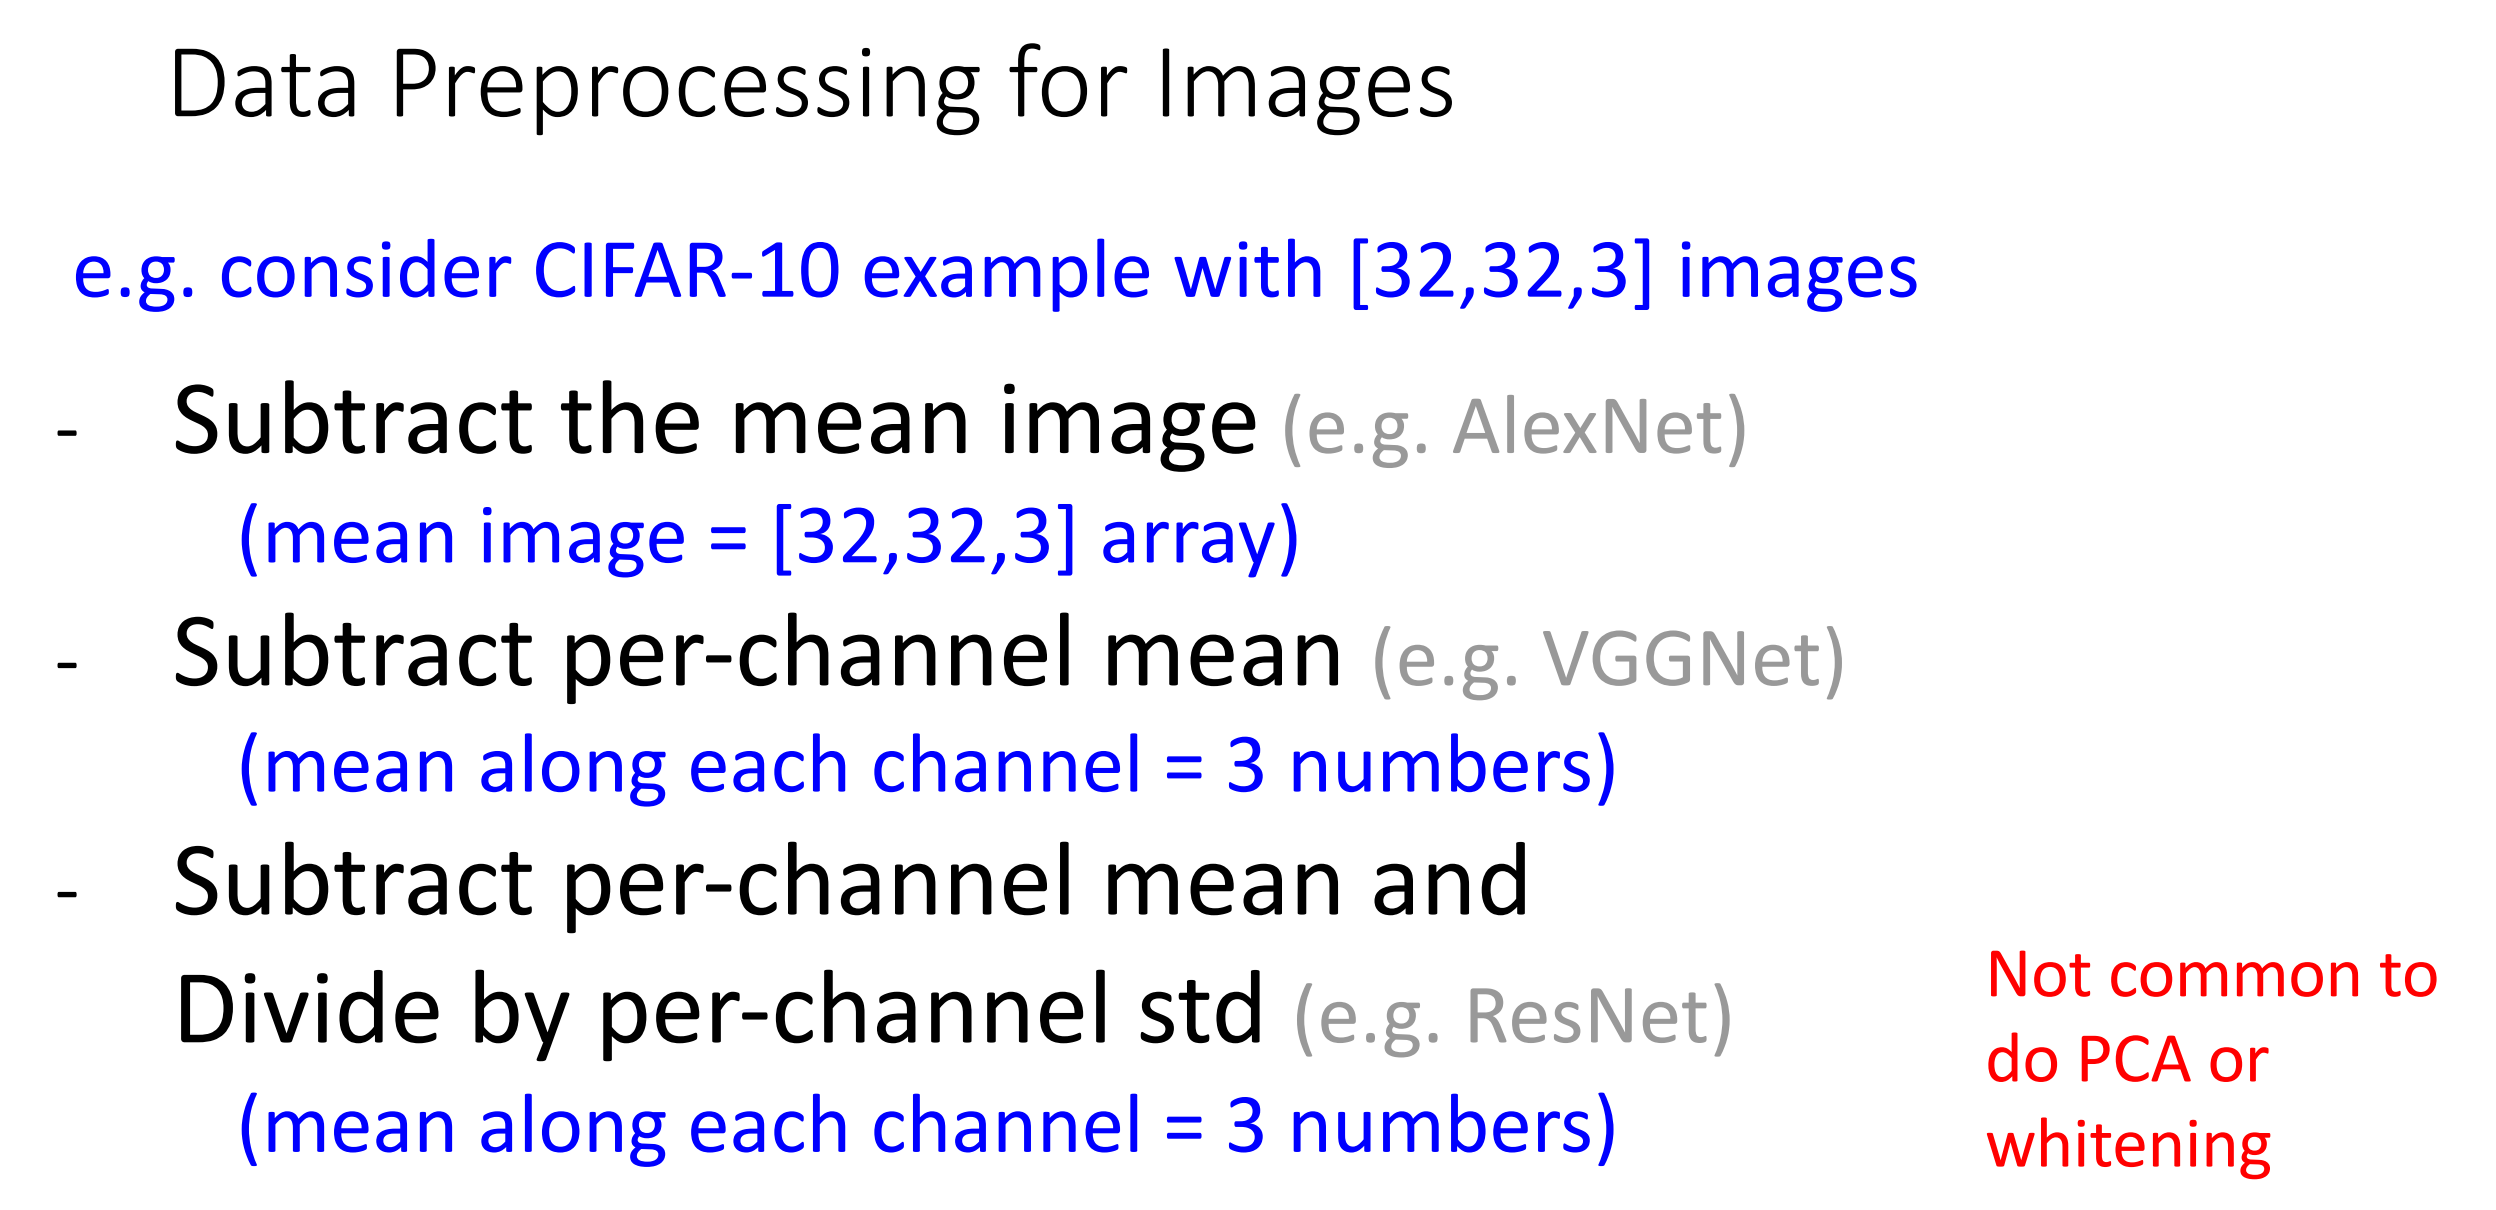 Data Preprocessing for Images
e.g. consider CIFAR-10 example with [32,32,3] images
- Subtract the mean image (e.g. AlexNet)
(mean image = [32,32,3] array)
- Subtract per-channel mean (e.g. VGGNet)
(mean along each channel = 3 numbers)
- Subtract per-channel mean and
Divide by per-channel std (e.g. ResNet)
(mean along each channel = 3 numbers)
Not common to
do PCA or
whitening